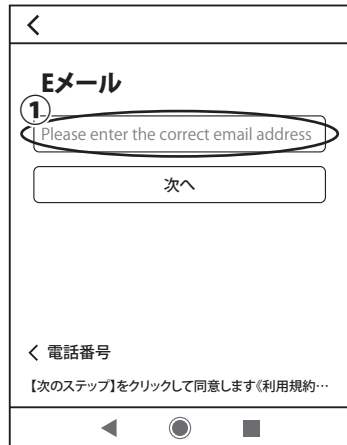 Eメール
①
Please enter the correct email address
次へ
電話番号
【次のステップ】をクリックして同意します《利用規約…